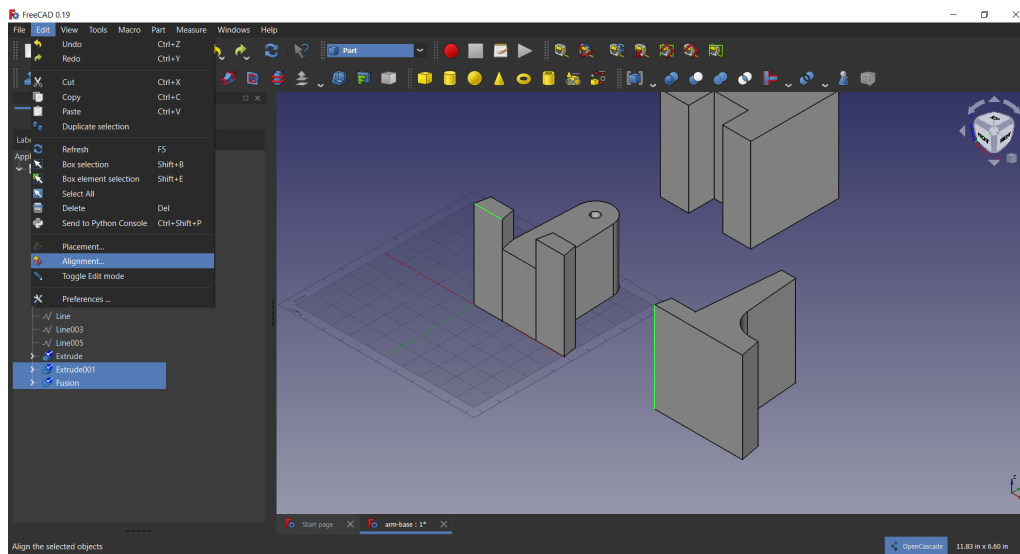 FreeCAD 0.19
File Edit View Tools Macro Part Measure Windows Help
Undo Ctrl+Z
Redo Ctrl+Y
Part
Cut Ctrl+X
Copy Ctrl+C
Paste Ctrl+V
Duplicate selection
Refresh F5
Box selection Shift+B
Box element selection Shift+E
Select All
Delete Del
Send to Python Console Ctrl+Shift+P
Placement...
Alignment...
Toggle Edit mode
Preferences ...
Line
Line003
Line005
Extrude
Extrude001
Fusion
Start page
arm-base : 1*
Align the selected objects
OpenCascade 11.83 in x 6.60 in